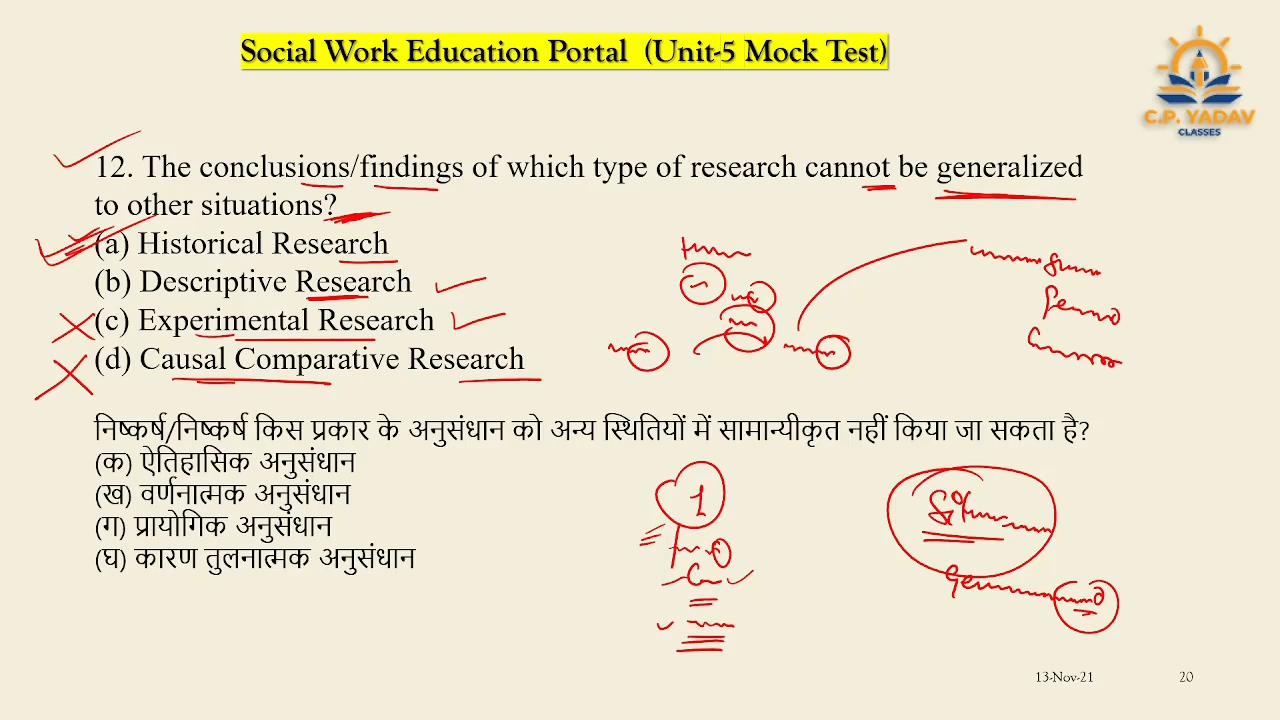 Social Work Education Portal (Unit-5 Mock Test)
C.P. YADAV
CLASSES
12. The conclusions/findings of which type of research cannot be generalized
to other situations?
(a) Historical Research
(b) Descriptive Research
(c) Experimental Research
(d) Causal Comparative Research
निष्कर्ष/निष्कर्ष किस प्रकार के अनुसंधान को अन्य स्थितियों में सामान्यीकृत नहीं किया जा सकता है?
(क) ऐतिहासिक अनुसंधान
(ख) वर्णनात्मक अनुसंधान
(ग) प्रायोगिक अनुसंधान
(घ) कारण तुलनात्मक अनुसंधान
1
13-Nov-21
20